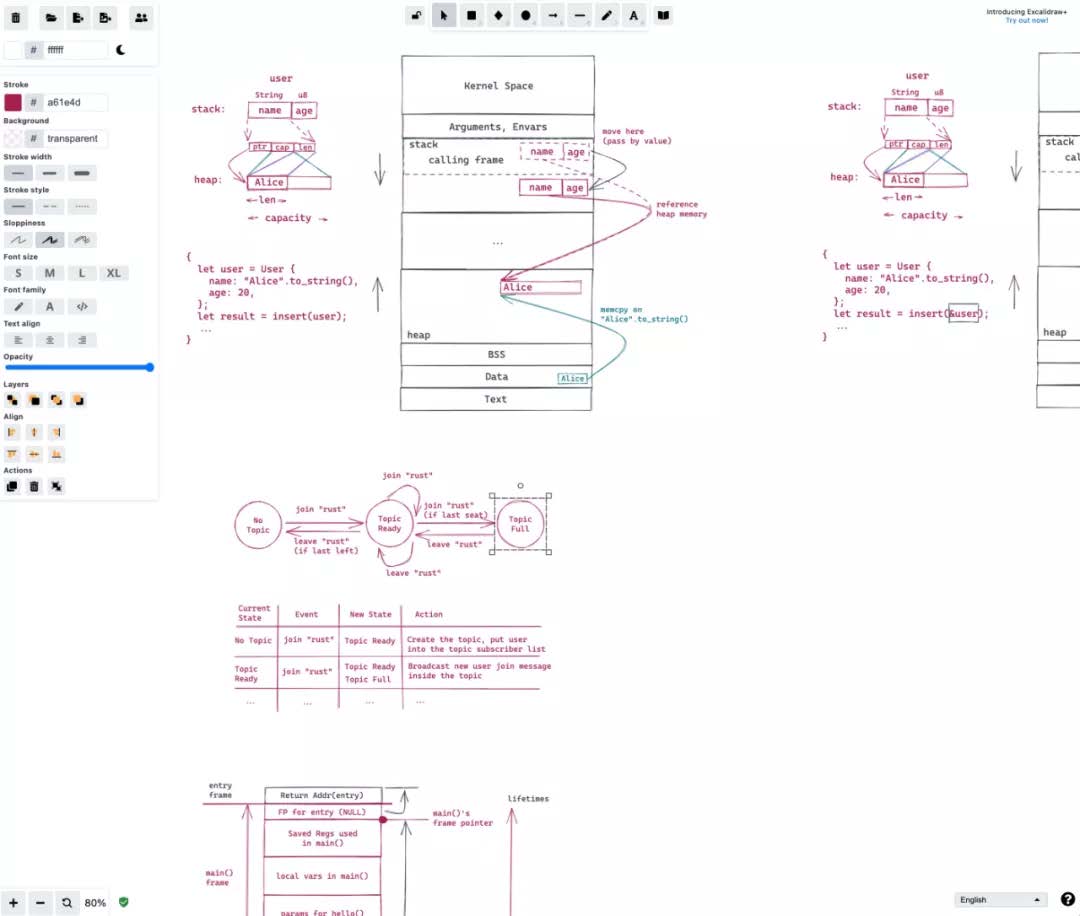 Introducing Excalidraw+
Try out now!
# ffffff
Stroke
# a61e4d
Background
# transparent
Stroke width
Stroke style
Sloppiness
Font size
S M L XL
Font family
A </>
Text align
Opacity
Layers
Align
Actions
A
user
String u8
stack: name age
ptr cap len
heap: Alice
len
capacity
{
let user = User {
name: "Alice".to_string(),
age: 20,
};
let result = insert(user);
...
}
Kernel Space
Arguments, Envars
stack
calling frame
name age
name age
move here
(pass by value)
reference
heap memory
...
Alice
memcpy on
"Alice".to_string()
heap
BSS
Data Alice
Text
user
String u8
stack: name age
ptr cap len
heap: Alice
len
capacity
{
let user = User {
name: "Alice".to_string(),
age: 20,
};
let result = insert(&user);
...
}
stack
cal
heap
join "rust"
No
Topic
join "rust"
leave "rust"
(if last left)
Topic
Ready
join "rust"
(if last seat)
leave "rust"
Topic
Full
leave "rust"
Current
State
Event New State Action
No Topic join "rust" Topic Ready Create the topic, put user
into the topic subscriber list
Topic
Ready
join "rust"
Topic Ready
Topic Full
Broadcast new user join message
inside the topic
... ... ... ...
entry
frame
Return Addr(entry)
FP for entry (NULL)
Saved Regs used
in main()
local vars in main()
params for hello()
main()
frame
main()'s
frame pointer
lifetimes
80%
English
?